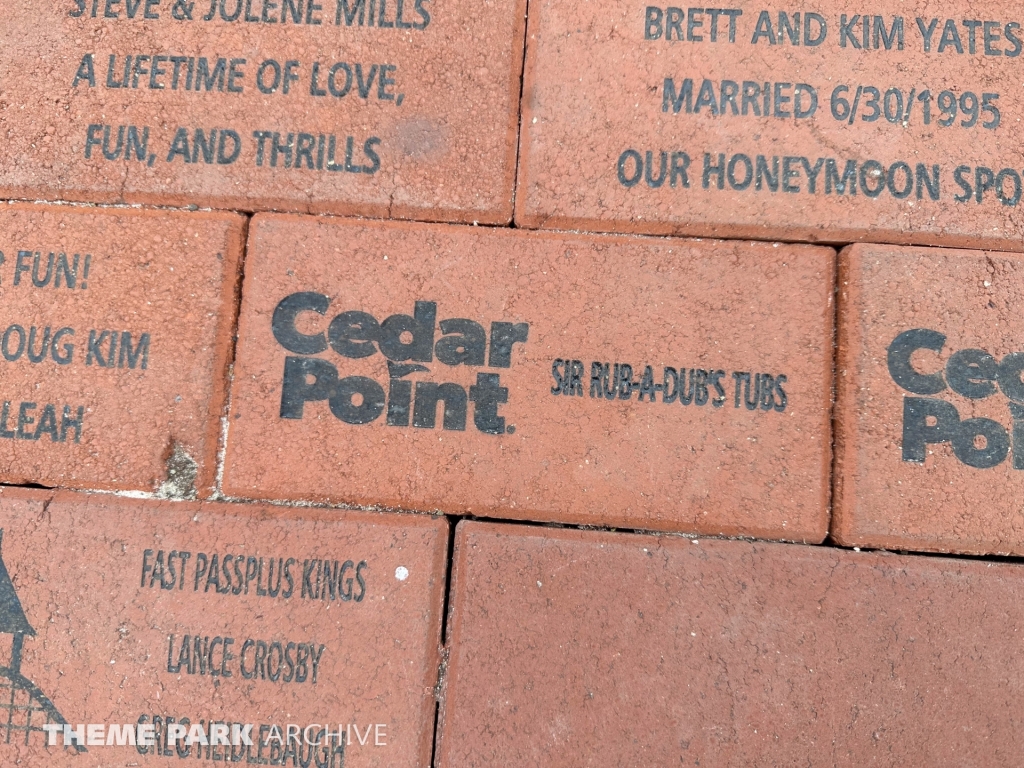 STEVE & JOLENE MILLS
A LIFETIME OF LOVE,
FUN, AND THRILLS
BRETT AND KIM YATES
MARRIED 6/30/1995
OUR HONEYMOON SPO
FUN!
OUG KIM
LEAH
Cedar
Point.
SIR RUB-A-DUB'S TUBS
Ced
Poi
FAST PASSPLUS KINGS
LANCE CROSBY
GREG HEIDLEBAUGH
THEME PARK ARCHIVE